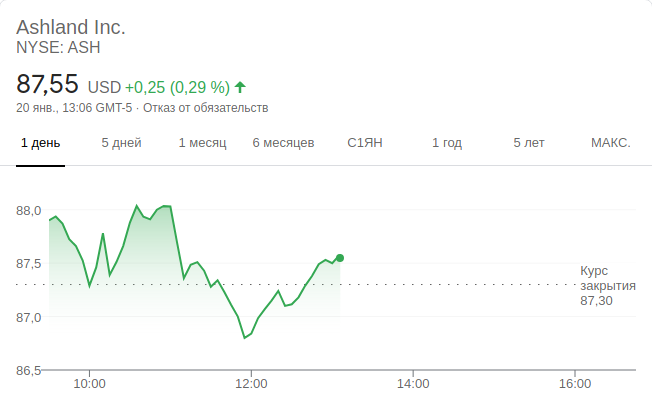 Ashland Inc.
NYSE: ASH
87,55 USD +0,25 (0,29 %)
20 янв., 13:06 GMT-5 · Отказ от обязательств
1 день 5 дней 1 месяц 6 месяцев С1ЯН 1 год 5 лет МАКС.
88,0
87,5
Курс
закрытия
87,30
87,0
86,5
10:00 12:00 14:00 16:00